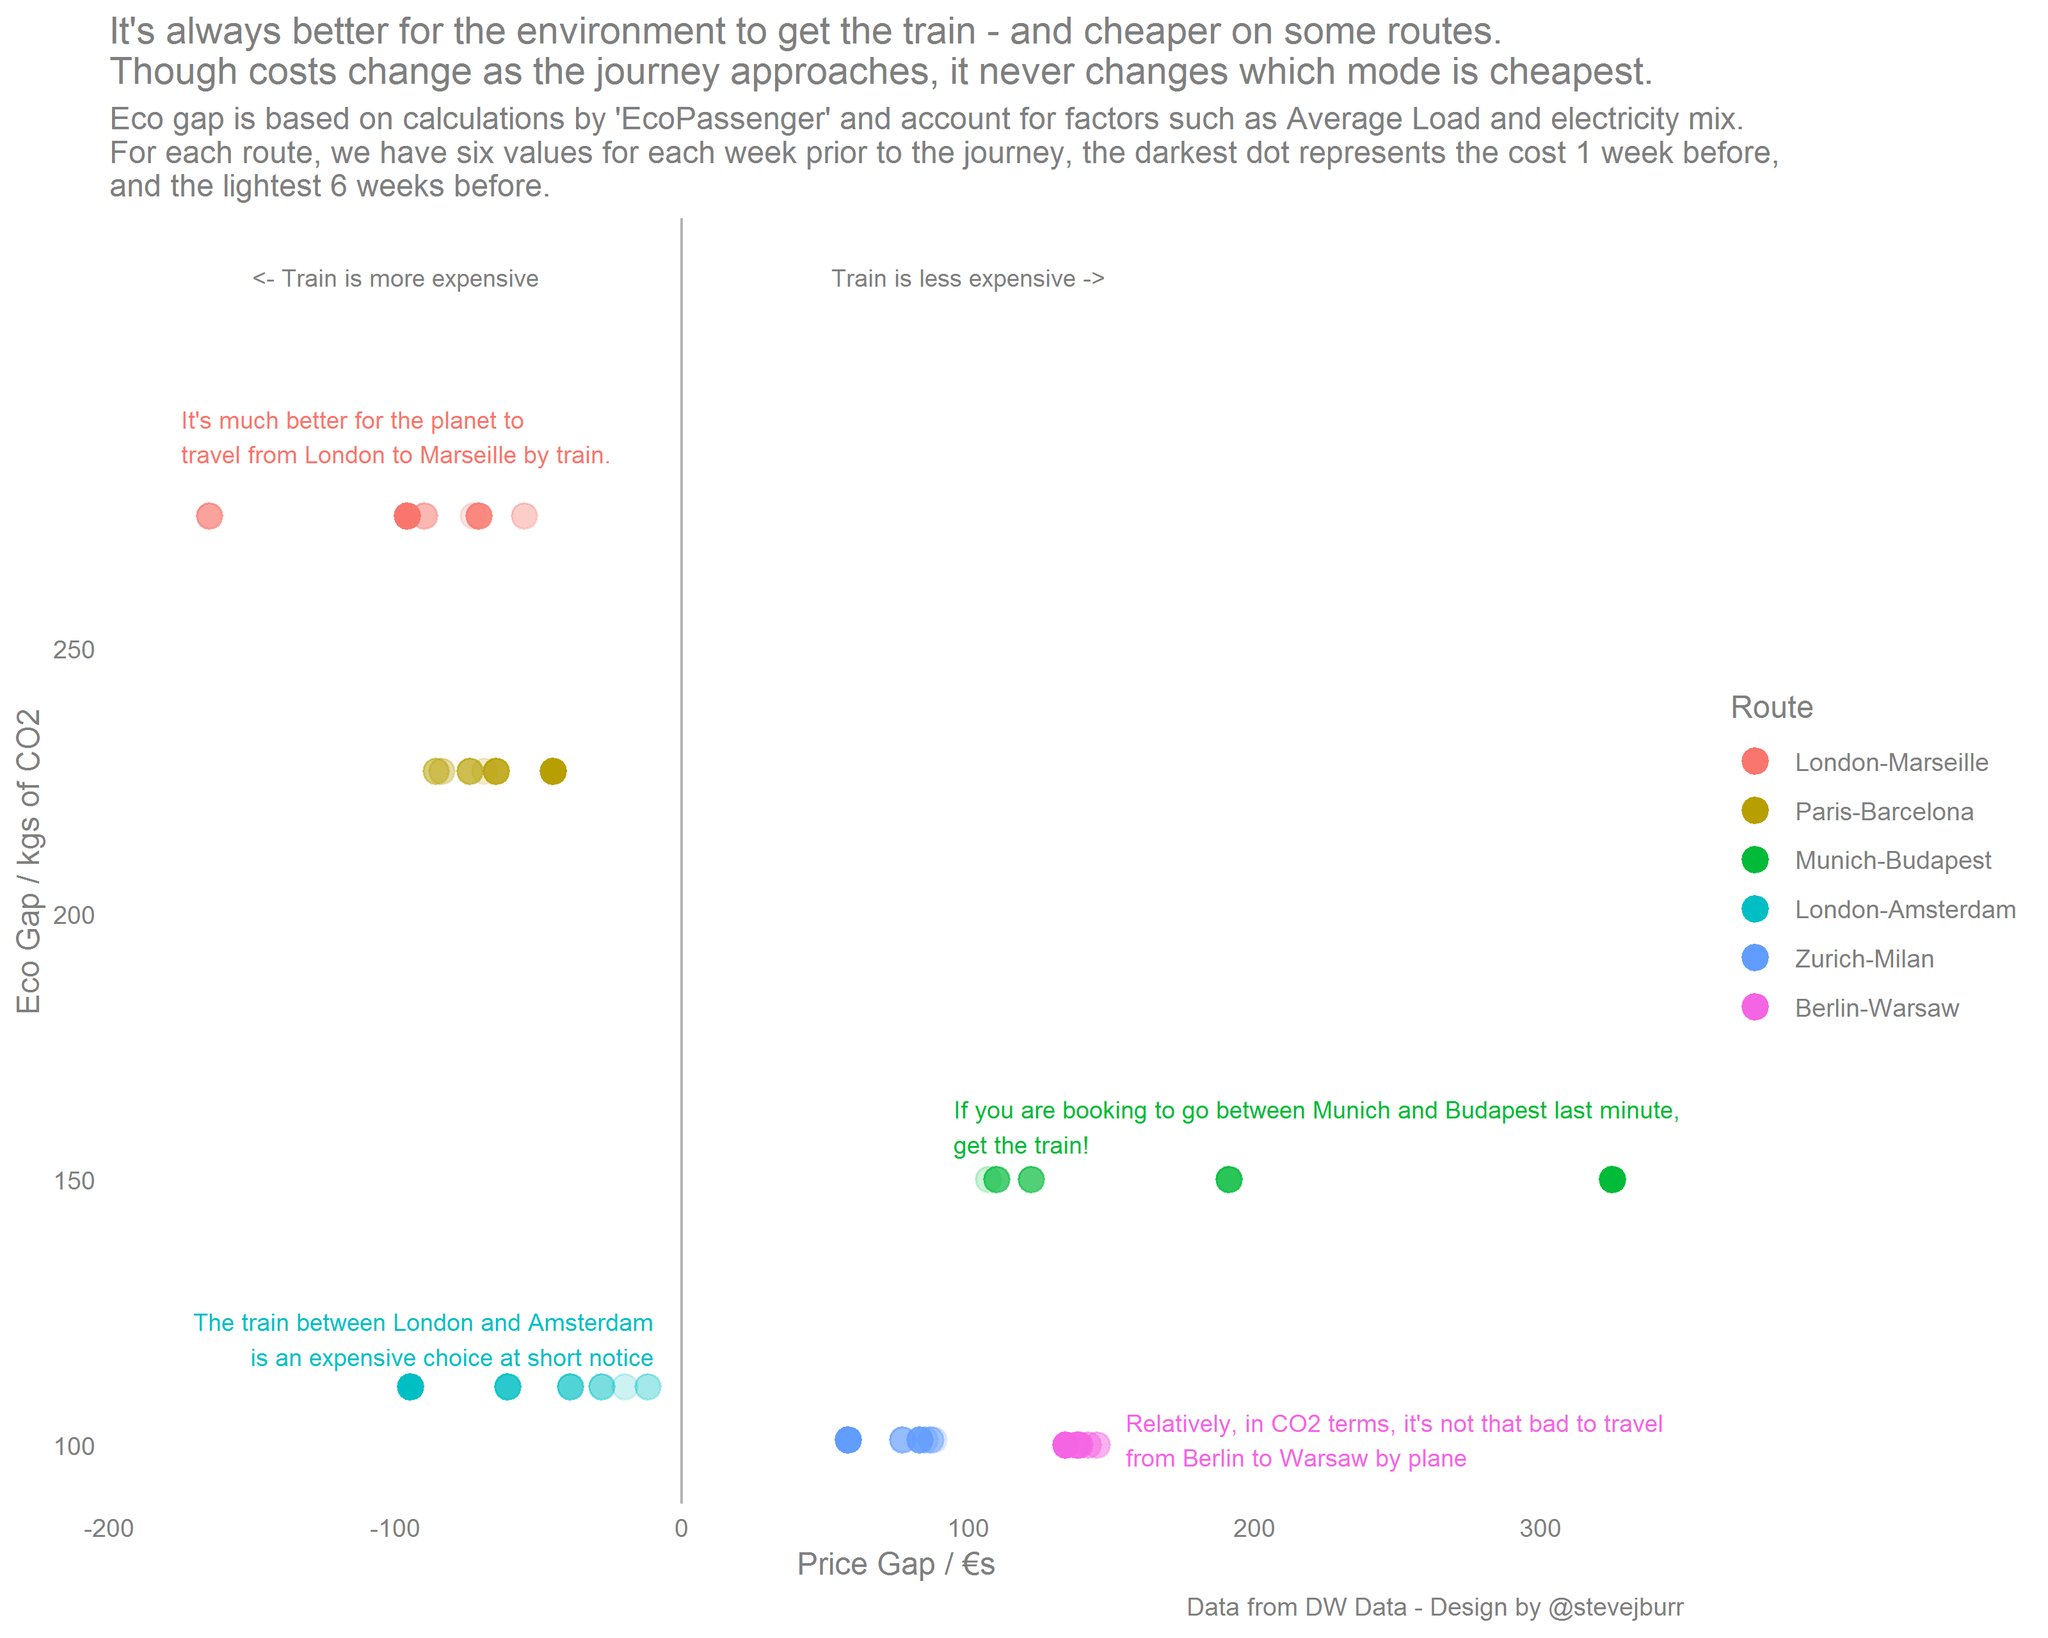 It's always better for the environment to get the train - and cheaper on some routes.
Though costs change as the journey approaches, it never changes which mode is cheapest.
Eco gap is based on calculations by 'EcoPassenger' and account for factors such as Average Load and electricity mix.
For each route, we have six values for each week prior to the journey, the darkest dot represents the cost 1 week before,
and the lightest 6 weeks before.
<- Train is more expensive
Train is less expensive ->
It's much better for the planet to
travel from London to Marseille by train.
250
200
150
100
Eco Gap / kgs of CO2
If you are booking to go between Munich and Budapest last minute,
get the train!
The train between London and Amsterdam
is an expensive choice at short notice
Relatively, in CO2 terms, it's not that bad to travel
from Berlin to Warsaw by plane
-200
-100
0
100
200
300
Price Gap / €s
Route
London-Marseille
Paris-Barcelona
Munich-Budapest
London-Amsterdam
Zurich-Milan
Berlin-Warsaw
Data from DW Data - Design by @stevejburr